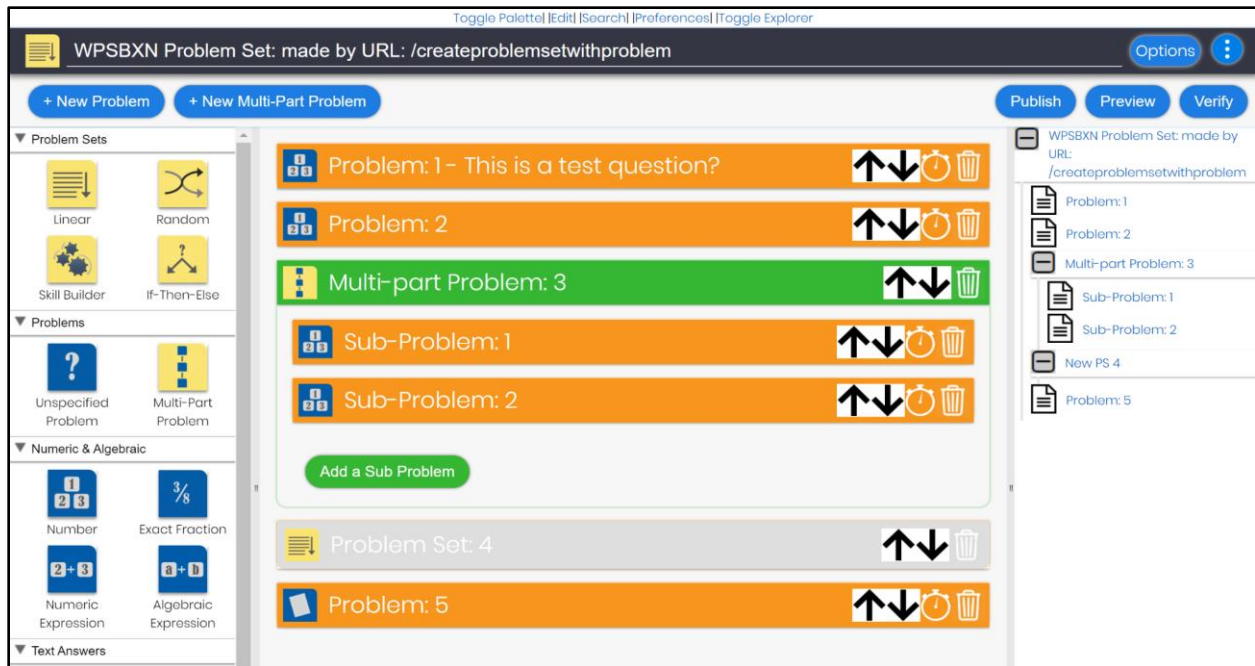 Toggle Palette| |Edit| |Search| |Preferences| |Toggle Explorer
WPSBXN Problem Set: made by URL: /createproblemsetwithproblem
Options
+ New Problem
+ New Multi-Part Problem
Publish
Preview
Verify
Problem Sets
Linear
Random
Skill Builder
If-Then-Else
Problems
Unspecified
Problem
Multi-Part
Problem
Numeric & Algebraic
Number
Exact Fraction
Numeric
Expression
Algebraic
Expression
Text Answers
Problem: 1 - This is a test question?
Problem: 2
Multi-part Problem: 3
Sub-Problem: 1
Sub-Problem: 2
Add a Sub Problem
Problem Set: 4
Problem: 5
WPSBXN Problem Set: made by
URL:
/createproblemsetwithproblem
Problem: 1
Problem: 2
Multi-part Problem: 3
Sub-Problem: 1
Sub-Problem: 2
New PS 4
Problem: 5